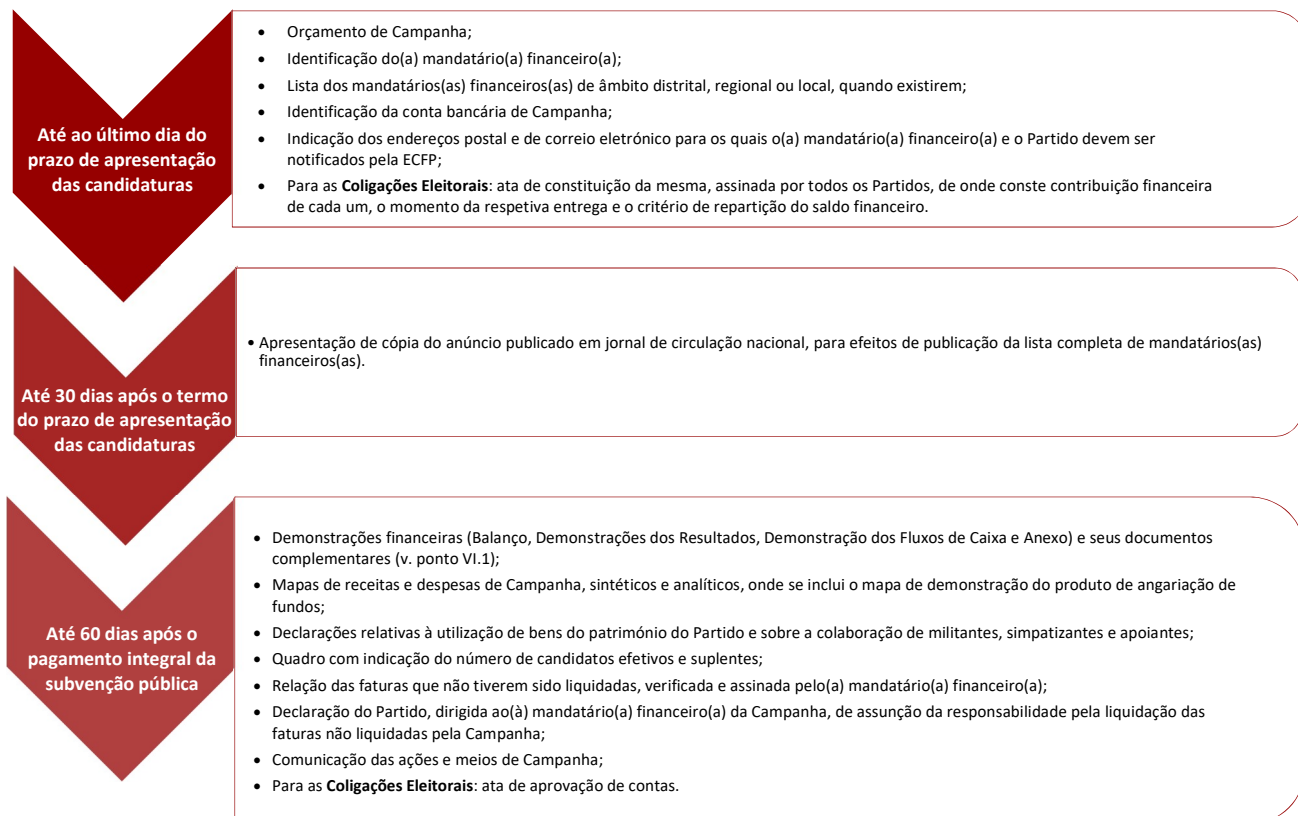 Até ao último dia do
prazo de apresentação
das candidaturas
• Orçamento de Campanha;
• Identificação do(a) mandatário(a) financeiro(a);
• Lista dos mandatários(as) financeiros(as) de âmbito distrital, regional ou local, quando existirem;
• Identificação da conta bancária de Campanha;
• Indicação dos endereços postal e de correio eletrónico para os quais o(a) mandatário(a) financeiro(a) e o Partido devem ser
notificados pela ECFP;
• Para as Coligações Eleitorais: ata de constituição da mesma, assinada por todos os Partidos, de onde conste contribuição financeira
de cada um, o momento da respetiva entrega e o critério de repartição do saldo financeiro.
Até 30 dias após o termo
do prazo de apresentação
das candidaturas
• Apresentação de cópia do anúncio publicado em jornal de circulação nacional, para efeitos de publicação da lista completa de mandatários(as)
financeiros(as).
Até 60 dias após o
pagamento integral da
subvenção pública
• Demonstrações financeiras (Balanço, Demonstrações dos Resultados, Demonstração dos Fluxos de Caixa e Anexo) e seus documentos
complementares (v. ponto VI.1);
• Mapas de receitas e despesas de Campanha, sintéticos e analíticos, onde se inclui o mapa de demonstração do produto de angariação de
fundos;
• Declarações relativas à utilização de bens do património do Partido e sobre a colaboração de militantes, simpatizantes e apoiantes;
• Quadro com indicação do número de candidatos efetivos e suplentes;
• Relação das faturas que não tiverem sido liquidadas, verificada e assinada pelo(a) mandatário(a) financeiro(a);
• Declaração do Partido, dirigida ao(à) mandatário(a) financeiro(a) da Campanha, de assunção da responsabilidade pela liquidação das
faturas não liquidadas pela Campanha;
• Comunicação das ações e meios de Campanha;
• Para as Coligações Eleitorais: ata de aprovação de contas.